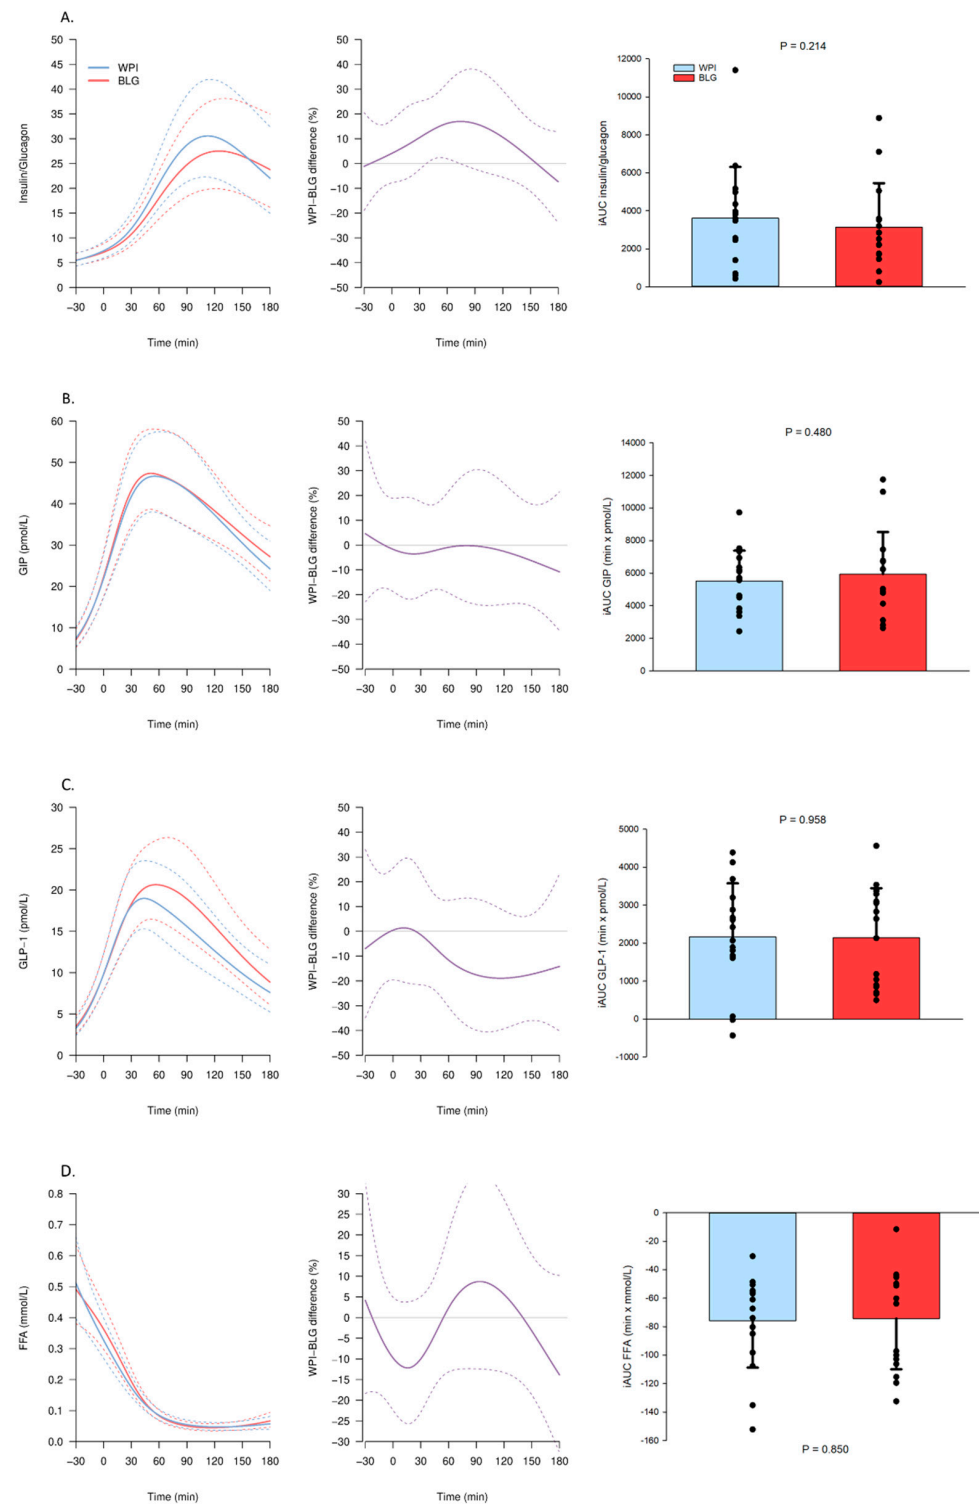 A.
Insulin/Glucagon
50
45
40
35
30
25
20
15
10
5
0
WPI
BLG
−30 0 30 60 90 120 150 180
Time (min)
WPI−BLG difference (%)
50
40
30
20
10
0
−10
−20
−30
−40
−50
−30 0 30 60 90 120 150 180
Time (min)
P = 0.214
iAUC insulin/glucagon
12000
10000
8000
6000
4000
2000
0
WPI
BLG
B.
GIP (pmol/L)
60
50
40
30
20
10
0
−30 0 30 60 90 120 150 180
Time (min)
WPI−BLG difference (%)
50
40
30
20
10
0
−10
−20
−30
−40
−50
−30 0 30 60 90 120 150 180
Time (min)
P = 0.480
iAUC GIP (min x pmol/L)
14000
12000
10000
8000
6000
4000
2000
0
C.
GLP-1 (pmol/L)
30
25
20
15
10
5
0
−30 0 30 60 90 120 150 180
Time (min)
WPI−BLG difference (%)
50
40
30
20
10
0
−10
−20
−30
−40
−50
−30 0 30 60 90 120 150 180
Time (min)
P = 0.958
iAUC GLP-1 (min x pmol/L)
5000
4000
3000
2000
1000
0
-1000
D.
FFA (mmol/L)
0.8
0.7
0.6
0.5
0.4
0.3
0.2
0.1
0.0
−30 0 30 60 90 120 150 180
Time (min)
WPI−BLG difference (%)
30
25
20
15
10
5
0
−5
−10
−15
−20
−25
−30
−30 0 30 60 90 120 150 180
Time (min)
iAUC FFA (min x mmol/L)
0
-20
-40
-60
-80
-100
-120
-140
-160
P = 0.850